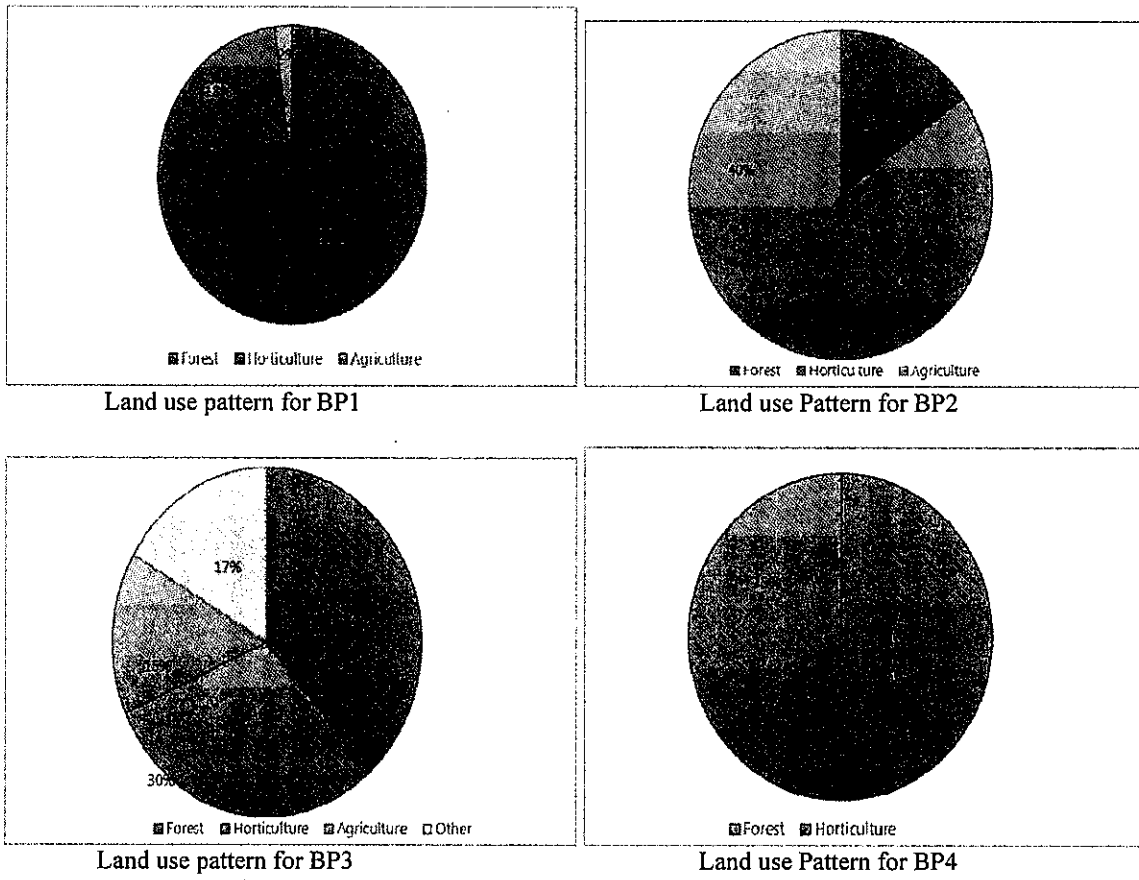 Forest Horticulture Agriculture
Land use pattern for BP1
40%
Forest Horticulture Agriculture
Land use Pattern for BP2
17%
30%
Forest Horticulture Agriculture Other
Land use pattern for BP3
Forest Horticulture
Land use Pattern for BP4